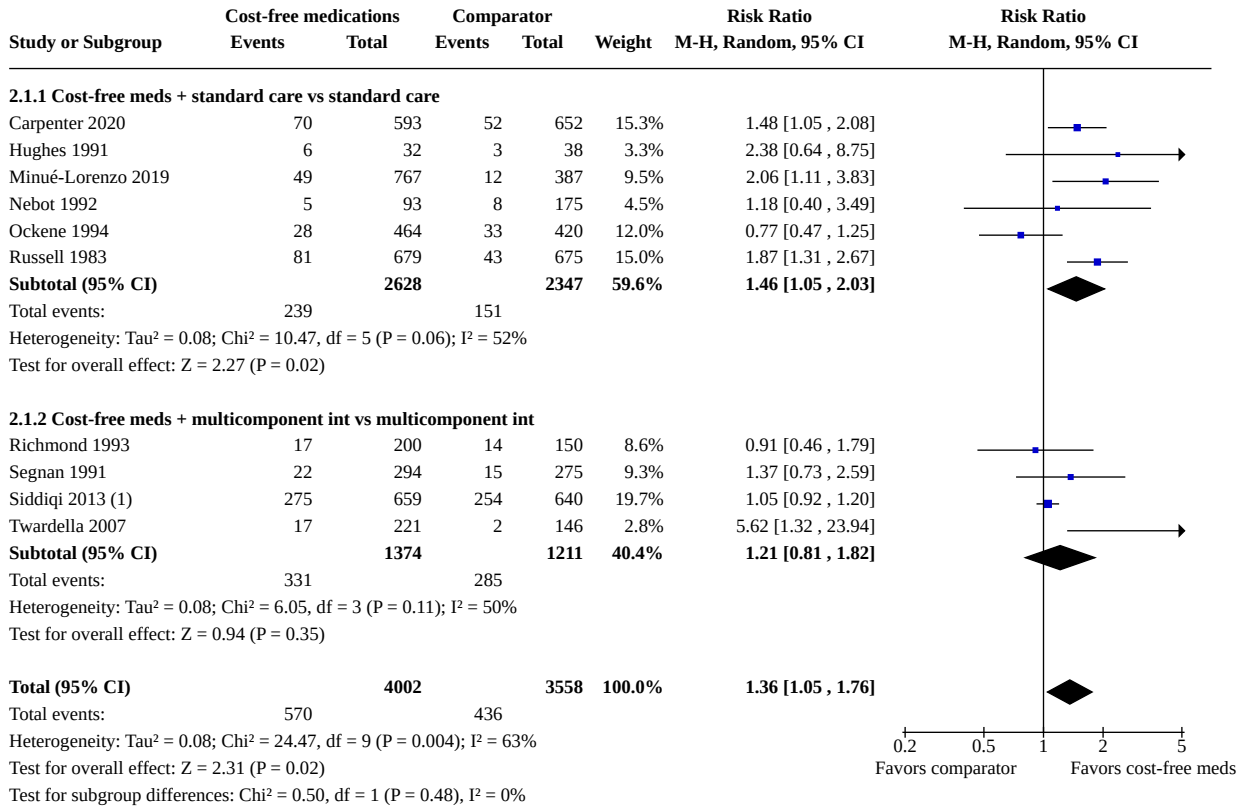 Cost-free medications Comparator Risk Ratio Risk Ratio
Study or Subgroup Events Total Events Total Weight M-H, Random, 95% CI M-H, Random, 95% CI
2.1.1 Cost-free meds + standard care vs standard care
Carpenter 2020 70 593 52 652 15.3% 1.48 [1.05 , 2.08]
Hughes 1991 6 32 3 38 3.3% 2.38 [0.64 , 8.75]
Minué-Lorenzo 2019 49 767 12 387 9.5% 2.06 [1.11 , 3.83]
Nebot 1992 5 93 8 175 4.5% 1.18 [0.40 , 3.49]
Ockene 1994 28 464 33 420 12.0% 0.77 [0.47 , 1.25]
Russell 1983 81 679 43 675 15.0% 1.87 [1.31 , 2.67]
Subtotal (95% CI) 2628 2347 59.6% 1.46 [1.05 , 2.03]
Total events: 239 151
Heterogeneity: Tau² = 0.08; Chi² = 10.47, df = 5 (P = 0.06); I² = 52%
Test for overall effect: Z = 2.27 (P = 0.02)
2.1.2 Cost-free meds + multicomponent int vs multicomponent int
Richmond 1993 17 200 14 150 8.6% 0.91 [0.46 , 1.79]
Segnan 1991 22 294 15 275 9.3% 1.37 [0.73 , 2.59]
Siddiqi 2013 (1) 275 659 254 640 19.7% 1.05 [0.92 , 1.20]
Twardella 2007 17 221 2 146 2.8% 5.62 [1.32 , 23.94]
Subtotal (95% CI) 1374 1211 40.4% 1.21 [0.81 , 1.82]
Total events: 331 285
Heterogeneity: Tau² = 0.08; Chi² = 6.05, df = 3 (P = 0.11); I² = 50%
Test for overall effect: Z = 0.94 (P = 0.35)
Total (95% CI) 4002 3558 100.0% 1.36 [1.05 , 1.76]
Total events: 570 436
Heterogeneity: Tau² = 0.08; Chi² = 24.47, df = 9 (P = 0.004); I² = 63%
Test for overall effect: Z = 2.31 (P = 0.02)
Test for subgroup differences: Chi² = 0.50, df = 1 (P = 0.48), I² = 0%
0.2 0.5 1 2 5
Favors comparator Favors cost-free meds